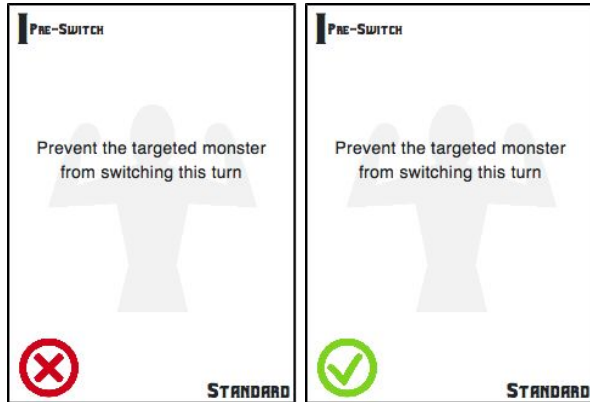 I PRE-SWITCH
Prevent the targeted monster
from switching this turn
STANDARD
I PRE-SWITCH
Prevent the targeted monster
from switching this turn
STANDARD